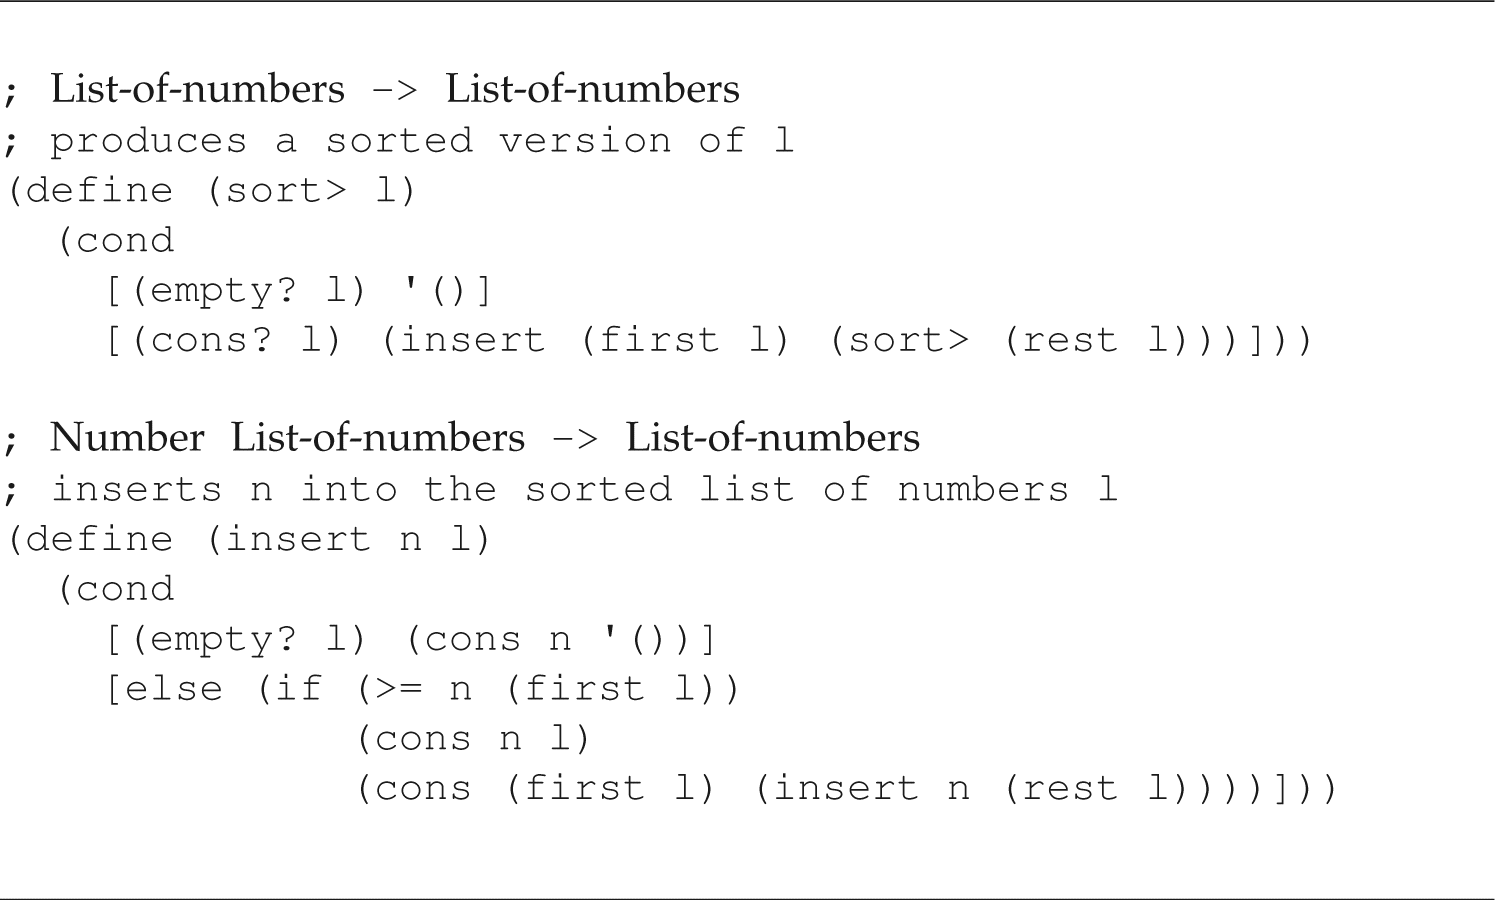 ; List-of-numbers -> List-of-numbers
; produces a sorted version of l
(define (sort> l)
  (cond
    [(empty? l) '()]
    [(cons? l) (insert (first l) (sort> (rest l)))]))
; Number List-of-numbers -> List-of-numbers
; inserts n into the sorted list of numbers l
(define (insert n l)
  (cond
    [(empty? l) (cons n '())]
    [else (if (>= n (first l))
              (cons n l)
              (cons (first l) (insert n (rest l))))]))